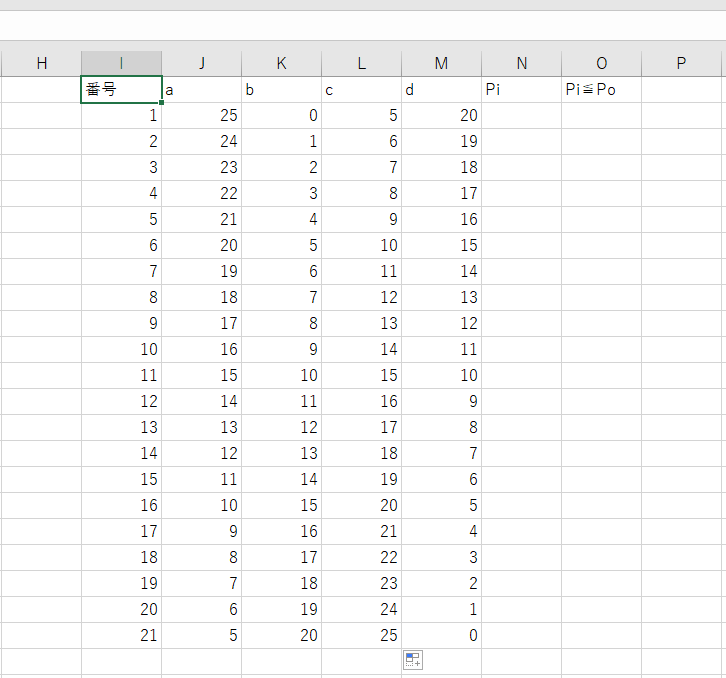 H I J K L M N O P
番号 a b c d Pi Pi≦Po
1 25 0 5 20
2 24 1 6 19
3 23 2 7 18
4 22 3 8 17
5 21 4 9 16
6 20 5 10 15
7 19 6 11 14
8 18 7 12 13
9 17 8 13 12
10 16 9 14 11
11 15 10 15 10
12 14 11 16 9
13 13 12 17 8
14 12 13 18 7
15 11 14 19 6
16 10 15 20 5
17 9 16 21 4
18 8 17 22 3
19 7 18 23 2
20 6 19 24 1
21 5 20 25 0